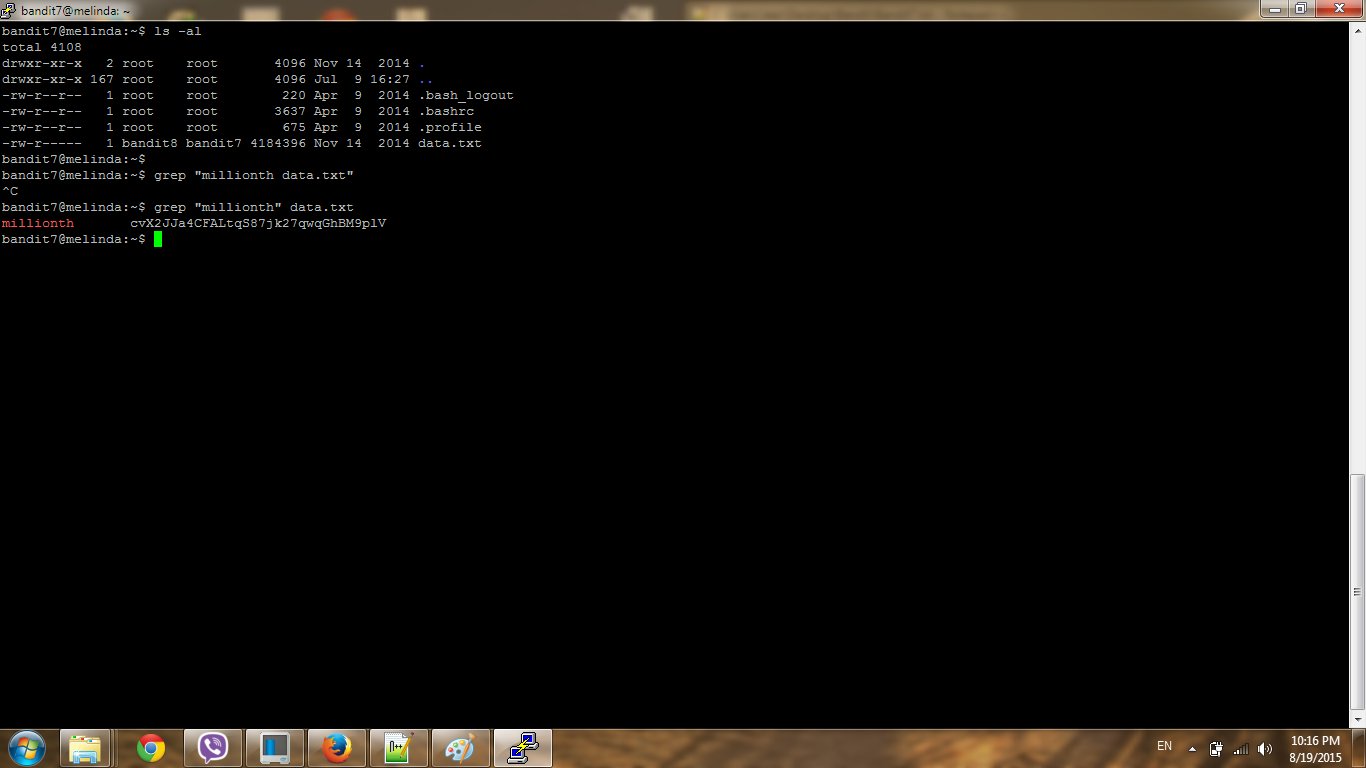 bandit7@melinda: ~
bandit7@melinda:~$ ls -al
total 4108
drwxr-xr-x   2 root    root       4096 Nov 14  2014 .
drwxr-xr-x 167 root    root       4096 Jul  9 16:27 ..
-rw-r--r--   1 root    root        220 Apr  9  2014 .bash_logout
-rw-r--r--   1 root    root       3637 Apr  9  2014 .bashrc
-rw-r--r--   1 root    root        675 Apr  9  2014 .profile
-rw-r-----   1 bandit8 bandit7 4184396 Nov 14  2014 data.txt
bandit7@melinda:~$
bandit7@melinda:~$ grep "millionth data.txt"
^C
bandit7@melinda:~$ grep "millionth" data.txt
millionth       cvX2JJa4CFALtqS87jk27qwqGhBM9plV
bandit7@melinda:~$
EN
10:16 PM
8/19/2015